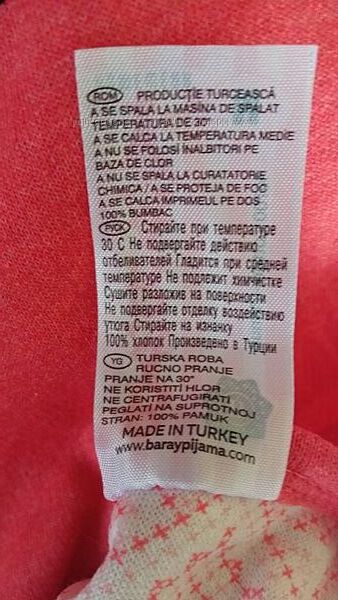 ROM PRODUCTIE TURCEASCĂ
A SE SPALA LA MASINA DE SPALAT
TEMPERATURA DE 30°
A SE CALCA LA TEMPERATURA MEDIE
A NU SE FOLOSI INALBITORI PE
BAZA DE CLOR
A NU SE SPALA LA CURATATORIE
CHIMICA / A SE PROTEJA DE FOC
A SE CALCA IMPRIMEUL PE DOS
100% BUMBAC
РУСК Стирайте при температуре
30 С Не подвергайте действию
отбеливателей Гладится при средней
температуре Не подлежит химчистке
Сушите разложив на поверхности
Не подвергайте отделку воздействию
утюга Стирайте на изнанку
100% хлопок Произведено в Турции
YG TURSKA ROBA
RUCNO PRANJE
PRANJE NA 30°
NE KORISTITI HLOR
NE CENTRAFUGIRATI
PEGLATI NA SUPROTNOJ
STRAN: 100% PAMUK
MADE IN TURKEY
www.baraypijama.com